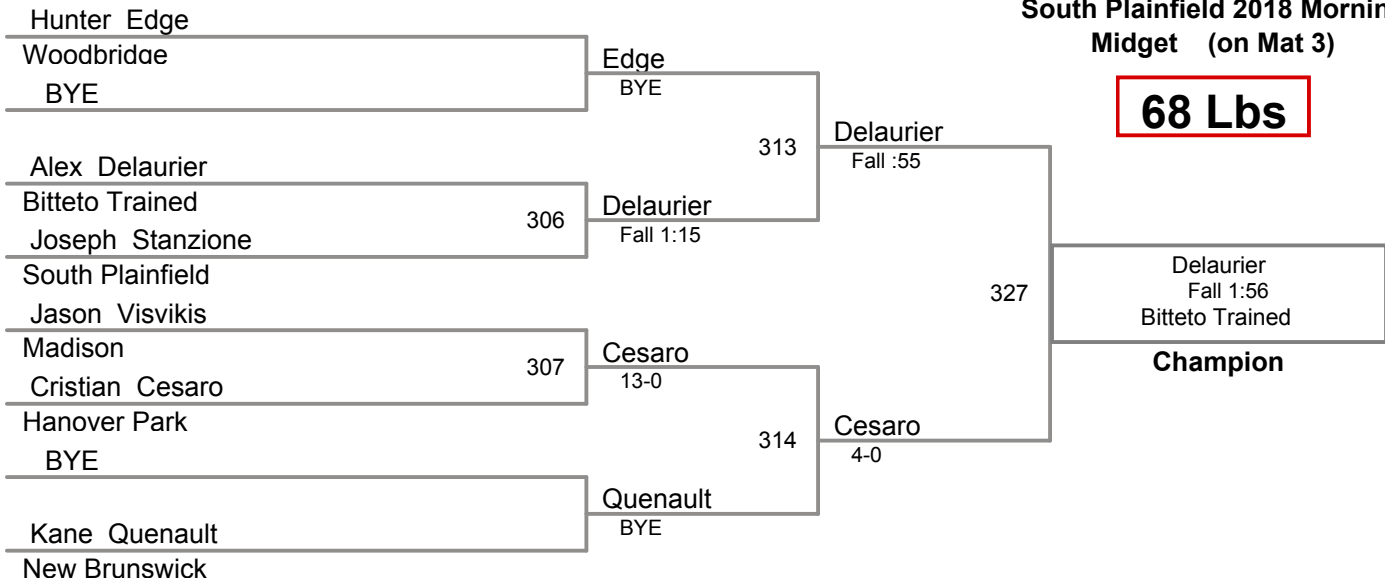 South Plainfield 2018 Mornin
Midget (on Mat 3)
68 Lbs
Hunter Edge
Woodbridge
BYE
Edge
BYE
Alex Delaurier
Bitteto Trained
Joseph Stanzione
South Plainfield
306
Delaurier
Fall 1:15
313
Delaurier
Fall :55
Jason Visvikis
Madison
Cristian Cesaro
Hanover Park
307
Cesaro
13-0
BYE
Kane Quenault
New Brunswick
Quenault
BYE
314
Cesaro
4-0
327
Delaurier
Fall 1:56
Bitteto Trained
Champion